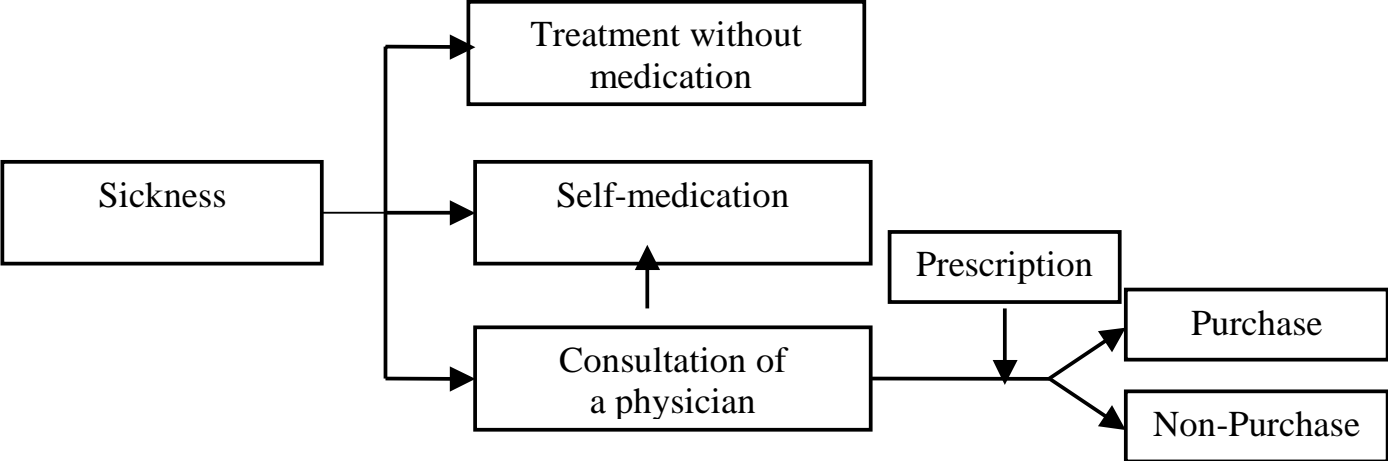 Treatment without
medication
Sickness
Self-medication
Prescription
Purchase
Consultation of
a physician
Non-Purchase